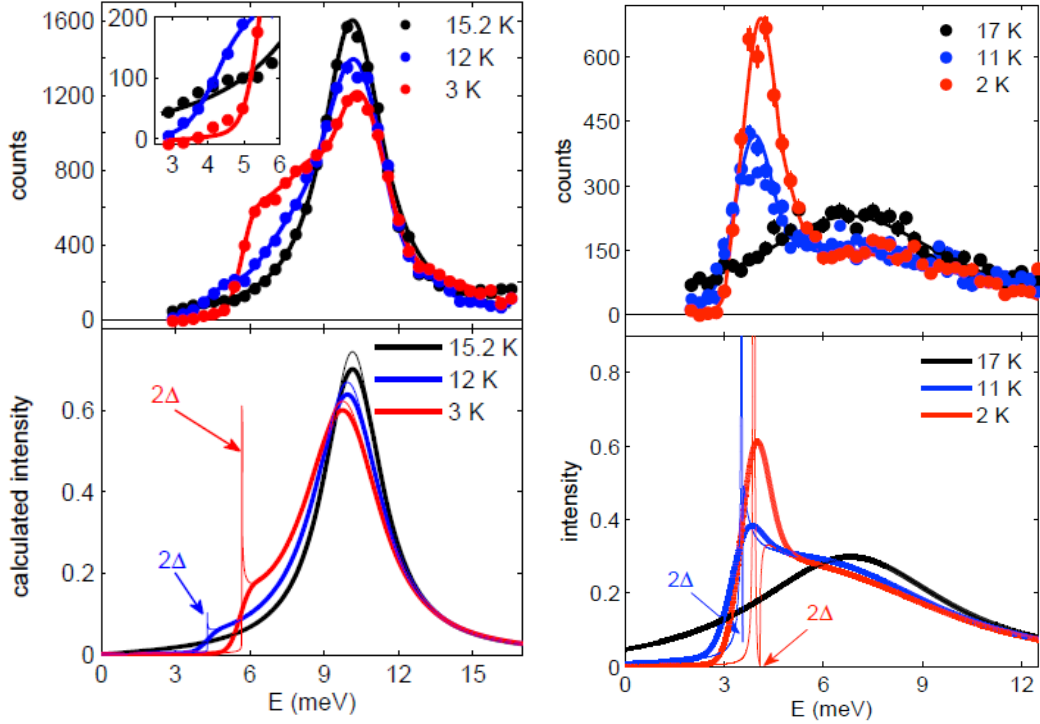 1600
1200
800
400
0
counts
200
100
0
3 4 5 6
15.2 K
12 K
3 K
600
450
300
150
0
counts
17 K
11 K
2 K
0.6
0.4
0.2
0
calculated intensity
15.2 K
12 K
3 K
2Δ
2Δ
0 3 6 9 12 15
E (meV)
0.8
0.6
0.4
0.2
0
intensity
17 K
11 K
2 K
2Δ
2Δ
0 3 6 9 12
E (meV)